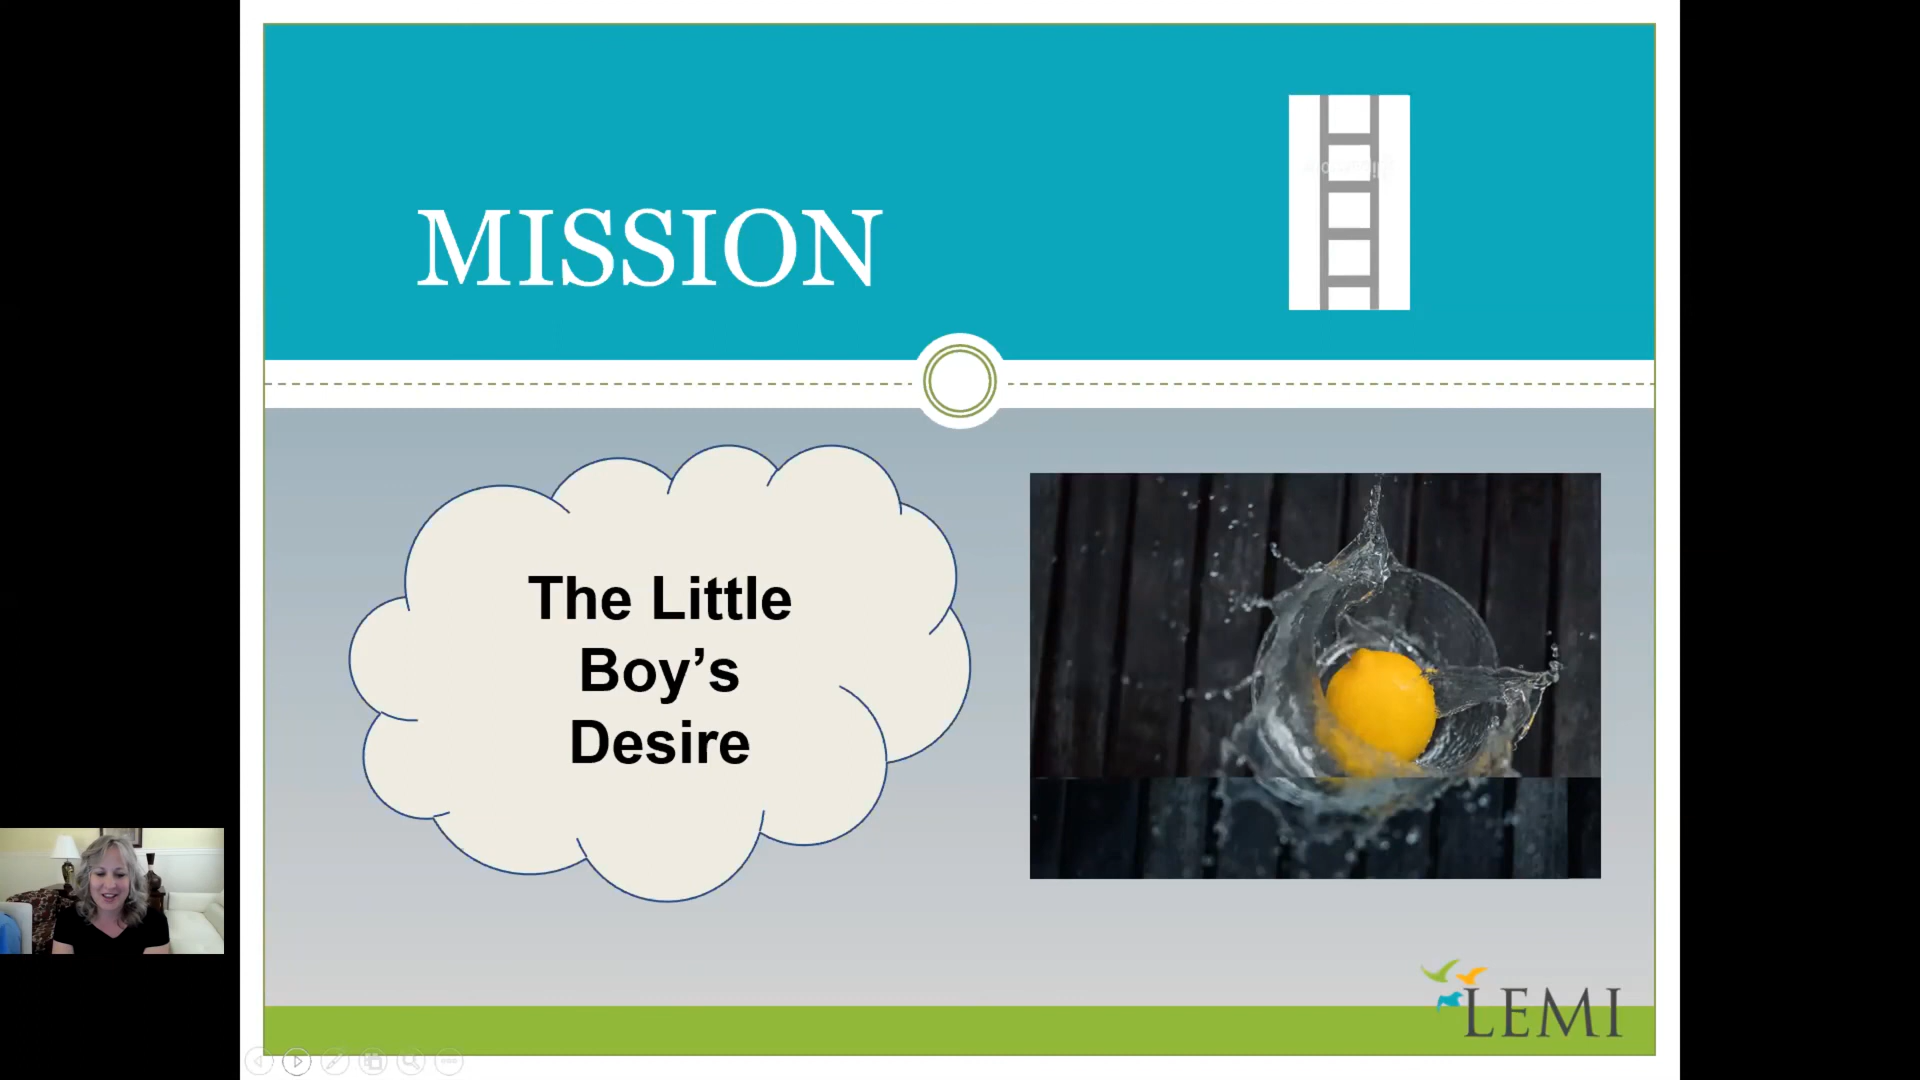 MISSION
The Little
Boy’s
Desire
LEMI